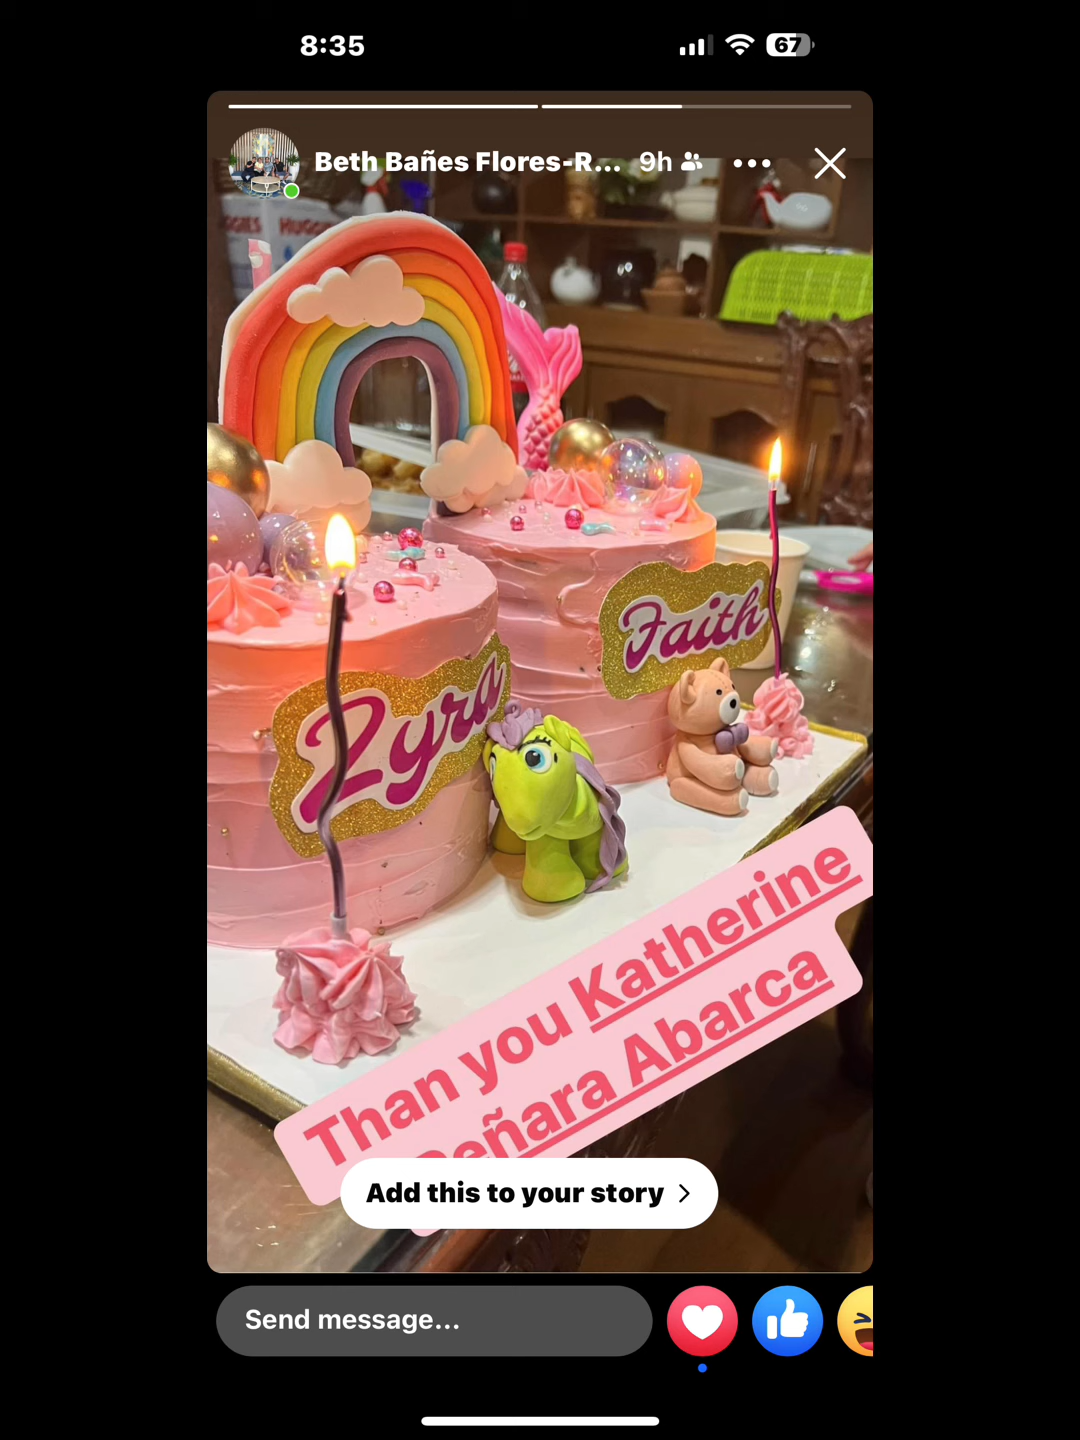 8:35
67
Beth Bañes Flores-R... 9h
HUGGIES
Zyra
Faith
Than you Katherine
Abarca
Add this to your story
Send message...